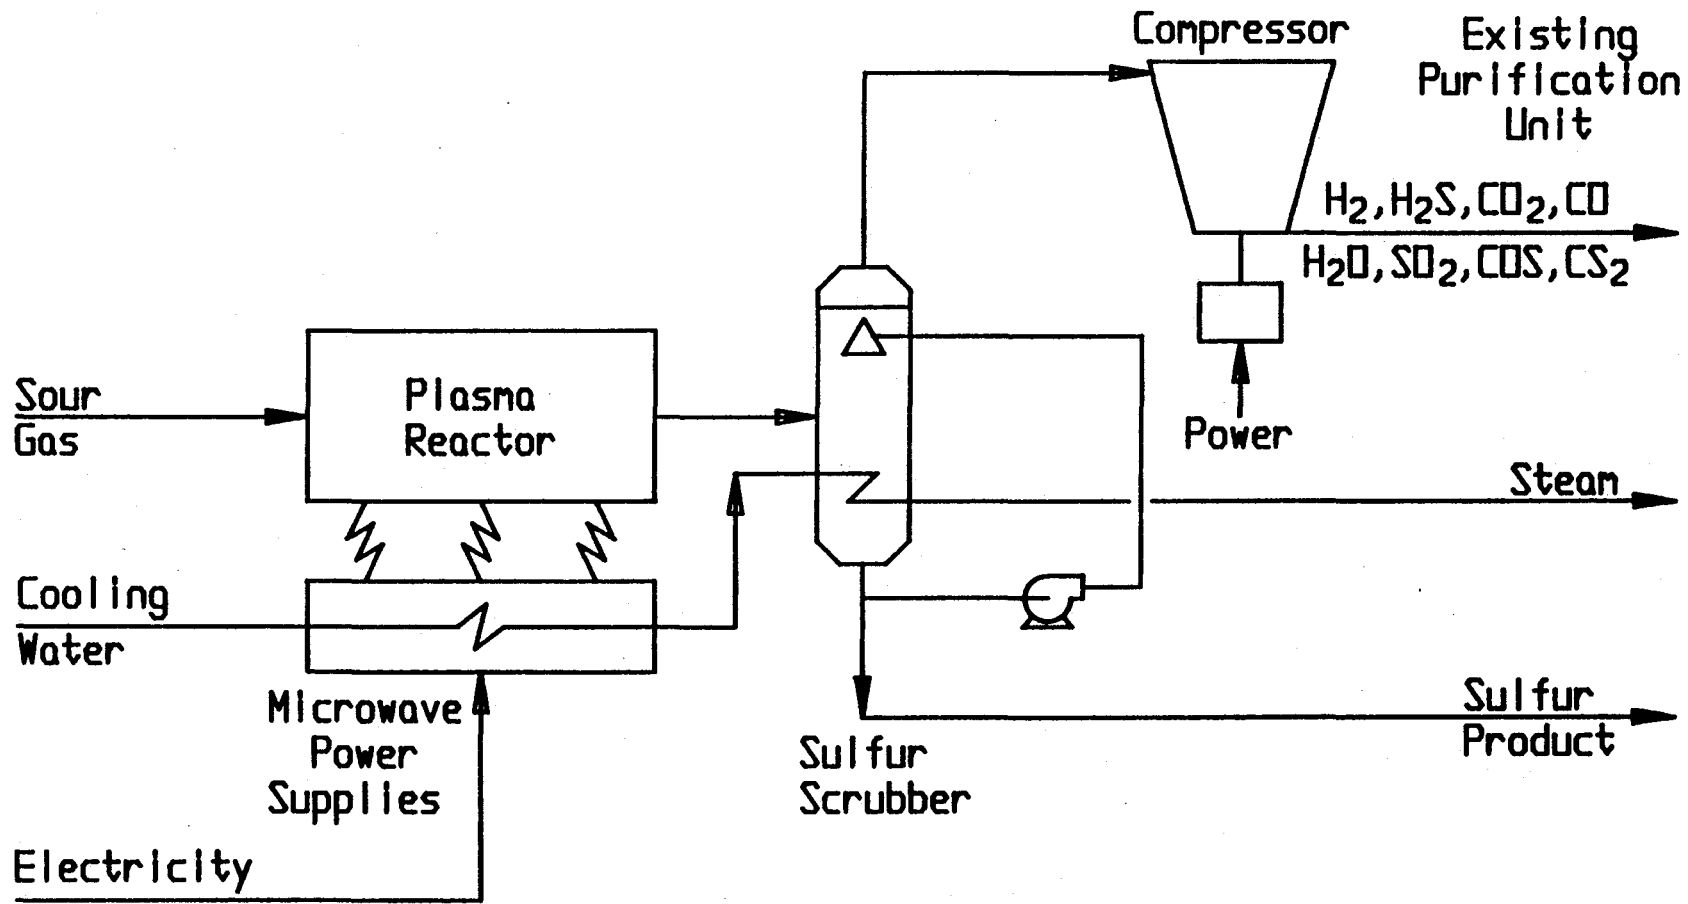 Compressor
Existing
Purification
Unit
H₂,H₂S,CO₂,CO
H₂O,SO₂,COS,CS₂
Sour
Gas
Plasma
Reactor
Power
Steam
Cooling
Water
Microwave
Power
Supplies
Sulfur
Scrubber
Sulfur
Product
Electricity